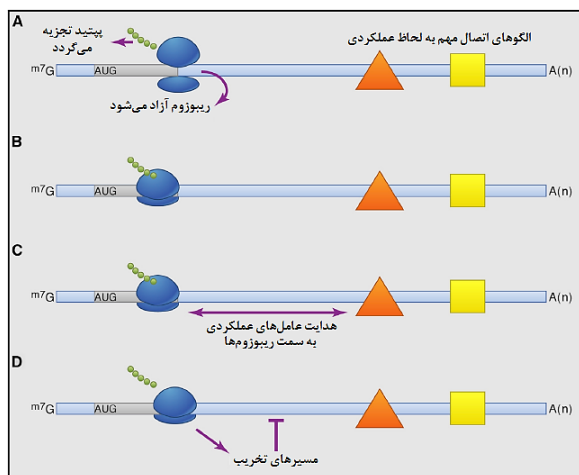 A
پپتید تجزیه
می‌گردد
الگوهای اتصال مهم به لحاظ عملکردی
m⁷G
AUG
A(n)
ریبوزوم آزاد می‌شود
B
m⁷G
AUG
A(n)
C
m⁷G
AUG
A(n)
هدایت عامل‌های عملکردی
به سمت ریبوزوم‌ها
D
m⁷G
AUG
A(n)
مسیرهای تخریب